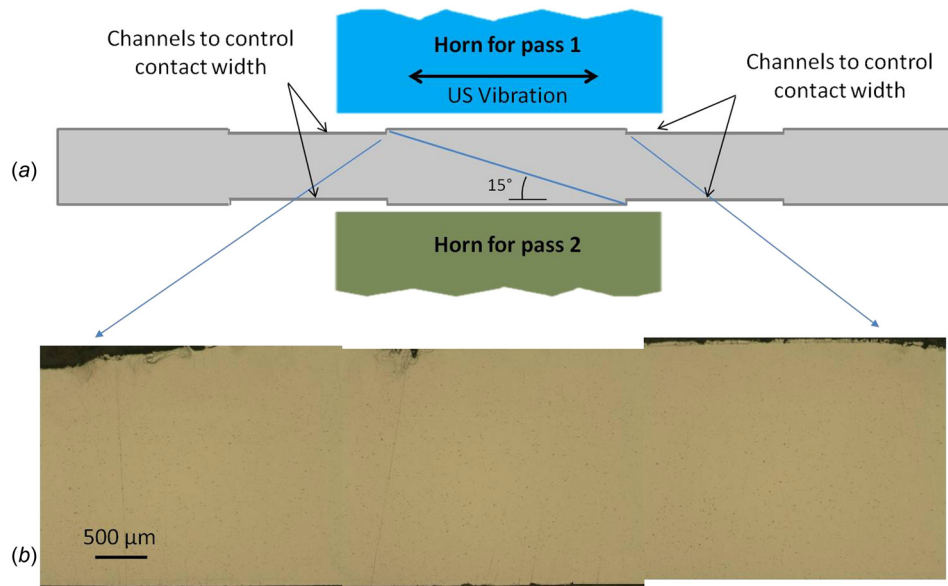 Horn for pass 1
US Vibration
Channels to control
contact width
Channels to control
contact width
(a)
15°
Horn for pass 2
500 μm
(b)